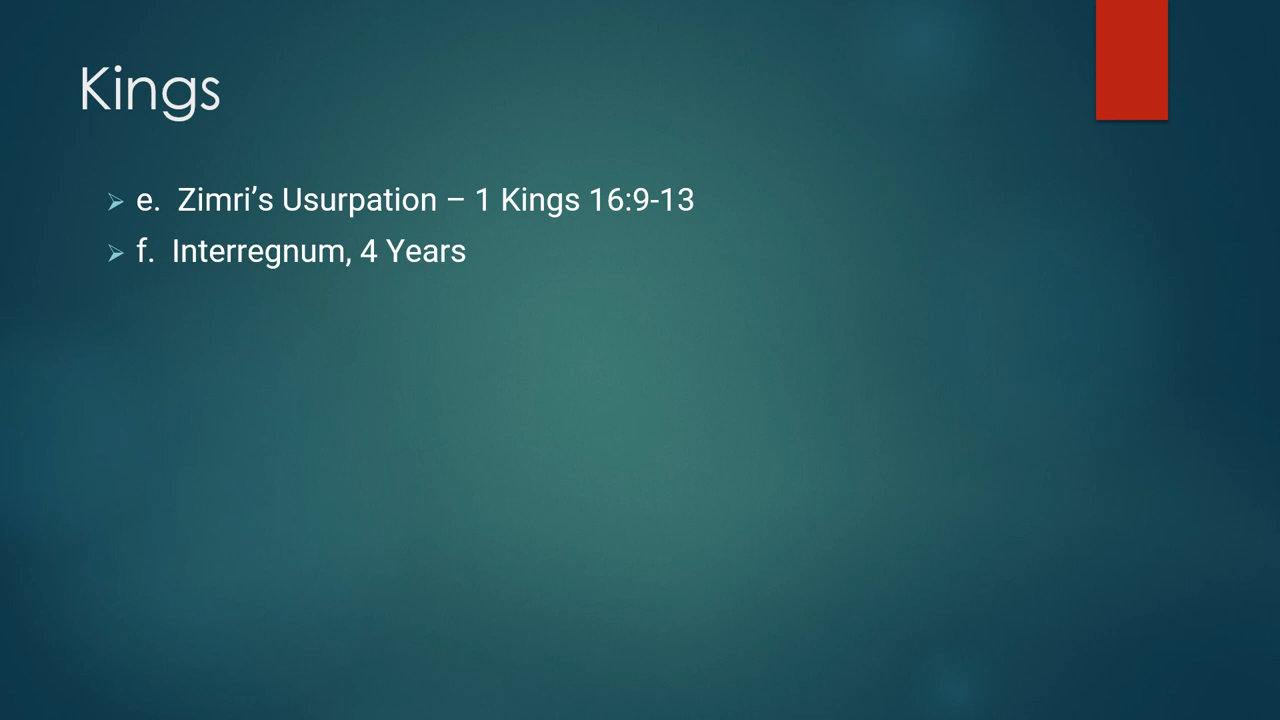 Kings
e. Zimri’s Usurpation – 1 Kings 16:9-13
f. Interregnum, 4 Years